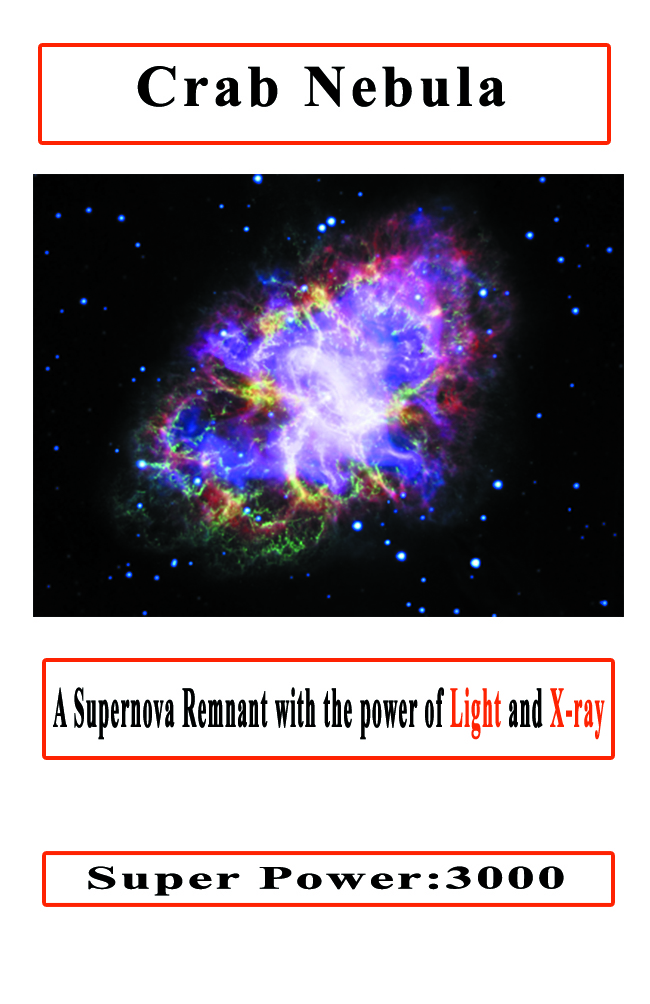 Crab Nebula
A Supernova Remnant with the power of Light and X-ray
Super Power:3000